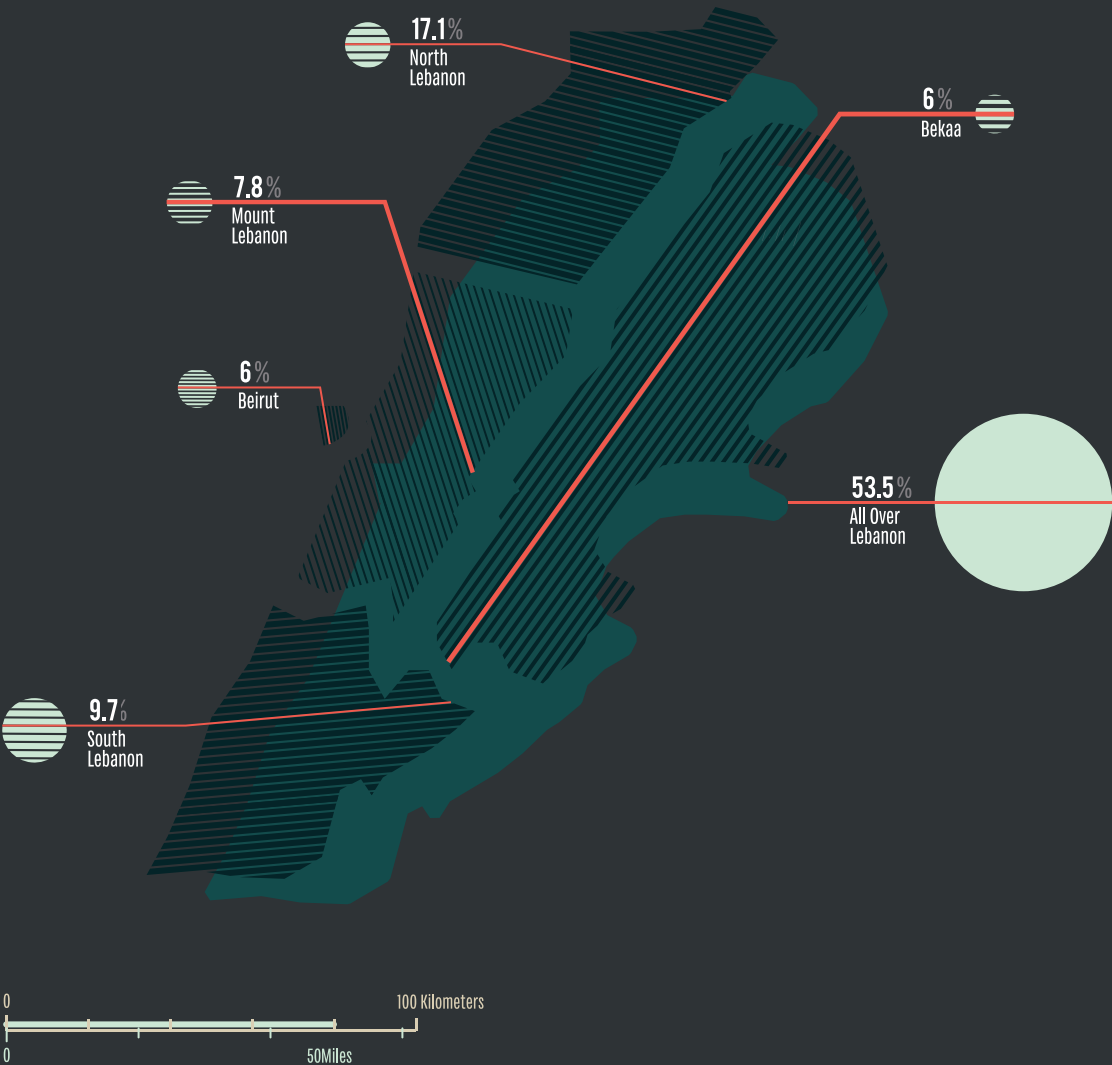 17.1%
North
Lebanon
6%
Bekaa
7.8%
Mount
Lebanon
6%
Beirut
53.5%
All Over
Lebanon
9.7%
South
Lebanon
0
100 Kilometers
0
50Miles